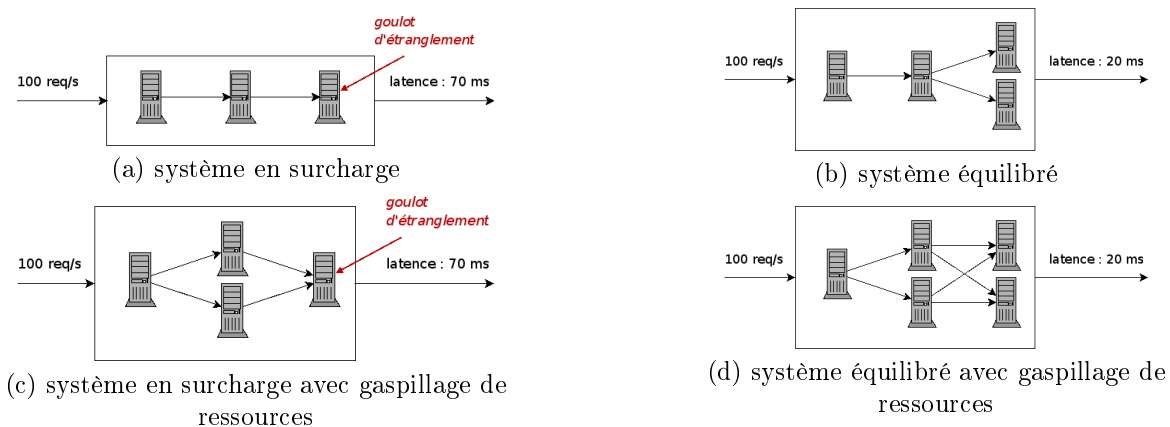 goulot
d'étranglement
100 req/s
latence : 70 ms
(a) système en surcharge
100 req/s
latence : 20 ms
(b) système équilibré
goulot
d'étranglement
100 req/s
latence : 70 ms
(c) système en surcharge avec gaspillage de
ressources
100 req/s
latence : 20 ms
(d) système équilibré avec gaspillage de
ressources